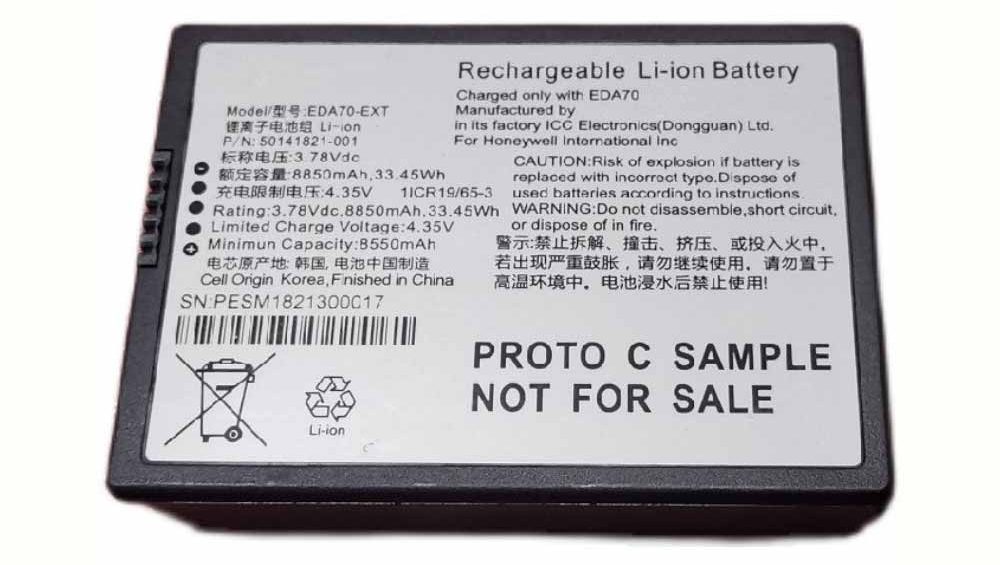 Model/型号:EDA70-EXT
锂离子电池组 Li-ion
P/N: 50141821-001
标称电压:3.78Vdc
额定容量:8850mAh,33.45Wh
充电限制电压:4.35V 1ICR19/65-3
Rating:3.78Vdc,8850mAh,33.45Wh
Limited Charge Voltage:4.35V
Minimun Capacity:8550mAh
电芯原产地: 韩国, 电池中国制造
Cell Origin Korea,Finished in China
SN:PESM1821300017
Li-ion
Rechargeable Li-ion Battery
Charged only with EDA70
Manufactured by
in its factory ICC Electronics(Dongguan) Ltd.
For Honeywell International Inc
CAUTION:Risk of explosion if battery is
replaced with incorrect type.Dispose of
used batteries according to instructions.
WARNING:Do not disassemble,short circuit,
or dispose of in fire.
警示:禁止拆解、撞击、挤压、或投入火中,
若出现严重鼓胀，请勿继续使用。请勿置于
高温环境中。电池浸水后禁止使用!
PROTO C SAMPLE
NOT FOR SALE